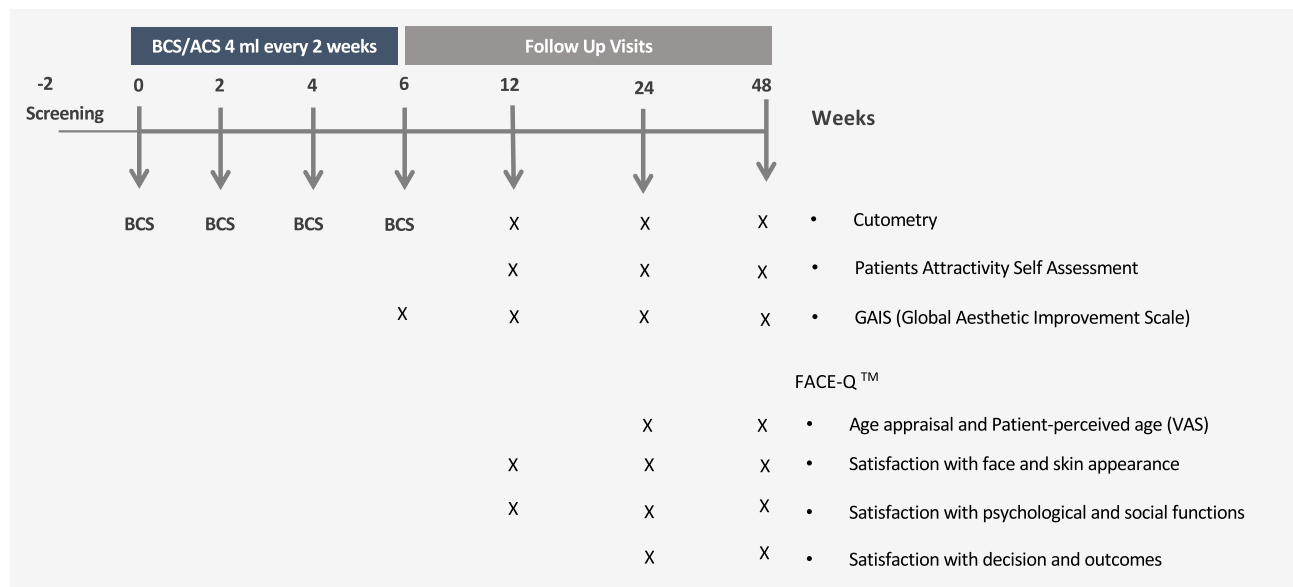 BCS/ACS 4 ml every 2 weeks Follow Up Visits
-2 0 2 4 6 12 24 48
Screening Weeks
BCS BCS BCS BCS X X X • Cutometry
X X X • Patients Attractivity Self Assessment
X X X X • GAIS (Global Aesthetic Improvement Scale)
FACE-Q TM
X X • Age appraisal and Patient-perceived age (VAS)
X X X • Satisfaction with face and skin appearance
X X X • Satisfaction with psychological and social functions
X X • Satisfaction with decision and outcomes